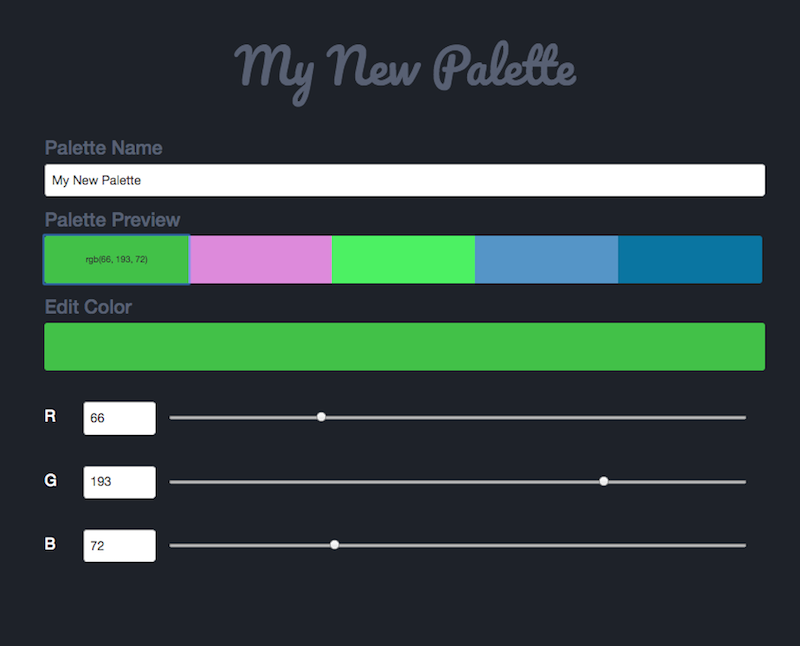 My New Palette
Palette Name
My New Palette
Palette Preview
rgb(66, 193, 72)
Edit Color
R 66
G 193
B 72